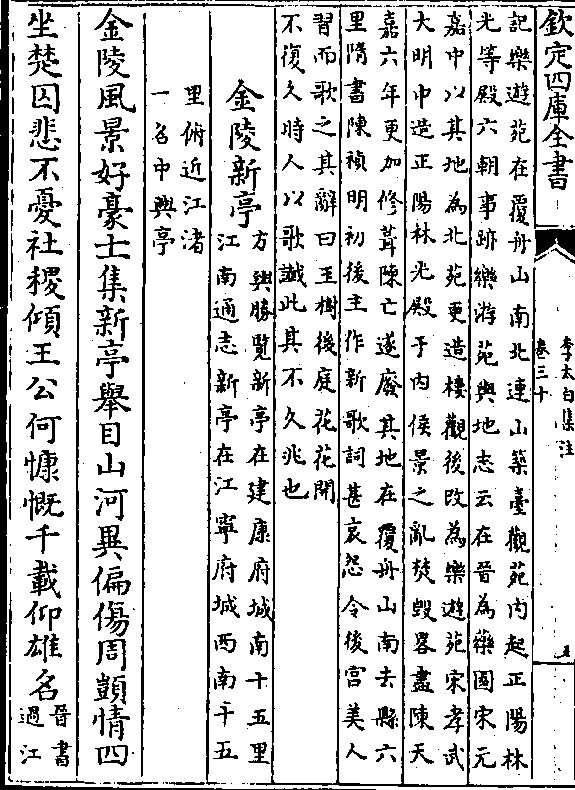 欽定四庫全書
李太白集注
卷三十
五
記樂遊苑在覆舟山南北連山築臺觀苑内起正陽林
光等殿六朝事跡樂游苑輿地志云在晉為藥園宋元
嘉中以其地為北苑更造樓觀後改為樂遊苑宋孝武
大明中造正陽林光殿于内侯景之亂焚毀畧盡陳天
嘉六年更加修葺陳亡遂廢其地在覆舟山南去縣六
里隋書陳禎明初後主作新歌詞甚哀怨令後宫美人
習而歌之其辭曰玉樹後庭花花開
不復久時人以歌讖此其不久兆也
金陵新亭
方輿勝覽新亭在建康府城南十五里
江南通志新亭在江寧府城西南十五
里俯近江渚
一名中興亭
金陵風景好豪士集新亭舉目山河異偏傷周顗情四
坐楚囚悲不憂社稷傾王公何慷慨千載仰雄名
晉書
過江